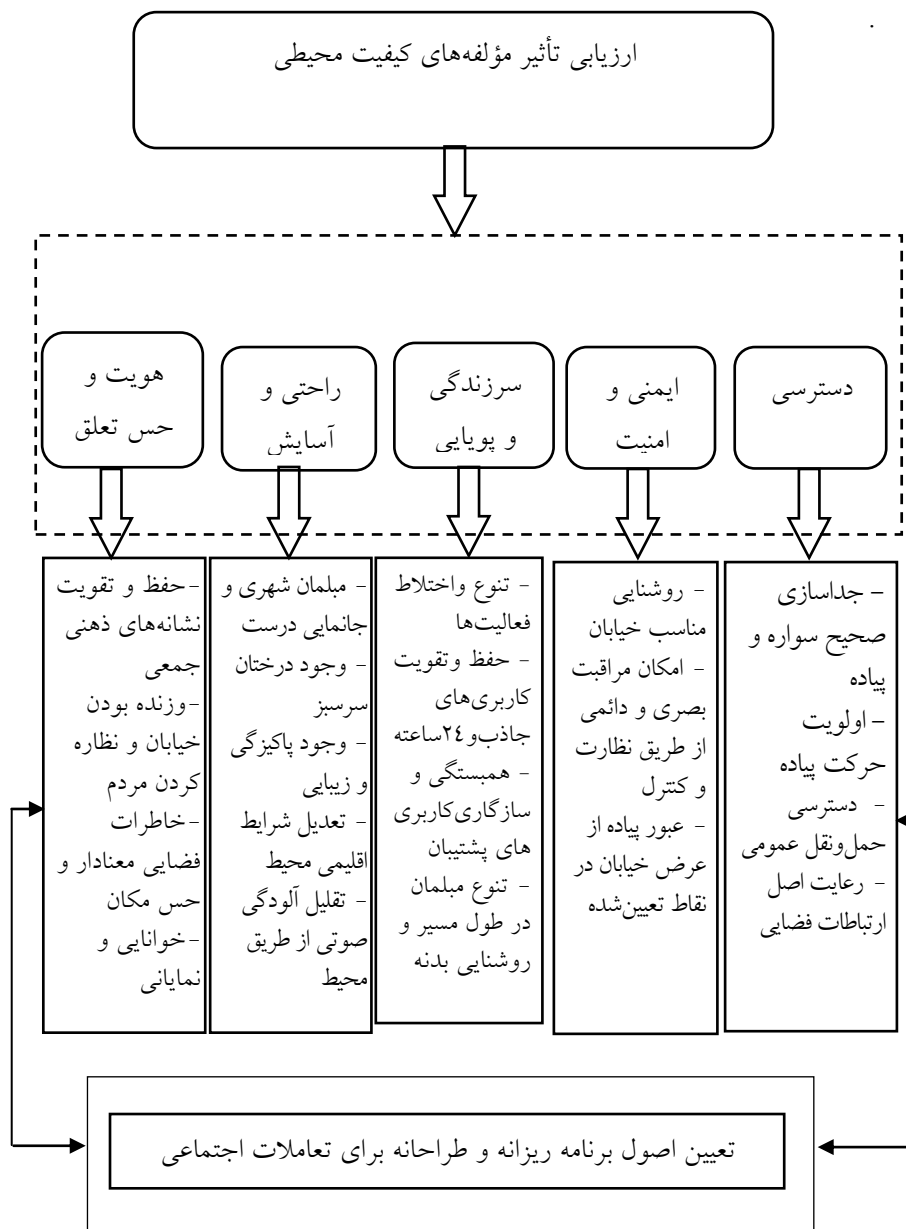 ارزیابی تأثیر مؤلفه‌های کیفیت محیطی
دسترسی
ایمنی و
امنیت
سرزندگی
و پویایی
راحتی و
آسایش
هویت و
حس تعلق
- جداسازی
صحیح سواره و
پیاده
- اولویت
حرکت پیاده
- دسترسی
حمل‌ونقل عمومی
- رعایت اصل
ارتباطات فضایی
- روشنایی
مناسب خیابان
- امکان مراقبت
بصری و دائمی
از طریق نظارت
و کنترل
- عبور پیاده از
عرض خیابان در
نقاط تعیین‌شده
- تنوع واختلاط
فعالیت‌ها
- حفظ وتقویت
کاربری‌های
جاذب‌و۲۴ساعته
- همبستگی و
سازگاری‌کاربری
های پشتیبان
- تنوع مبلمان
در طول مسیر و
روشنایی بدنه
- مبلمان شهری و
جانمایی درست
- وجود درختان
سرسبز
- وجود پاکیزگی
و زیبایی
- تعدیل شرایط
اقلیمی محیط
- تقلیل آلودگی
صوتی از طریق
محیط
-حفظ و تقویت
نشانه‌های ذهنی
جمعی
-وزنده بودن
خیابان و نظاره
کردن مردم
-خاطرات
فضایی معنادار و
حس مکان
-خوانایی و
نمایانی
تعیین اصول برنامه ریزانه و طراحانه برای تعاملات اجتماعی